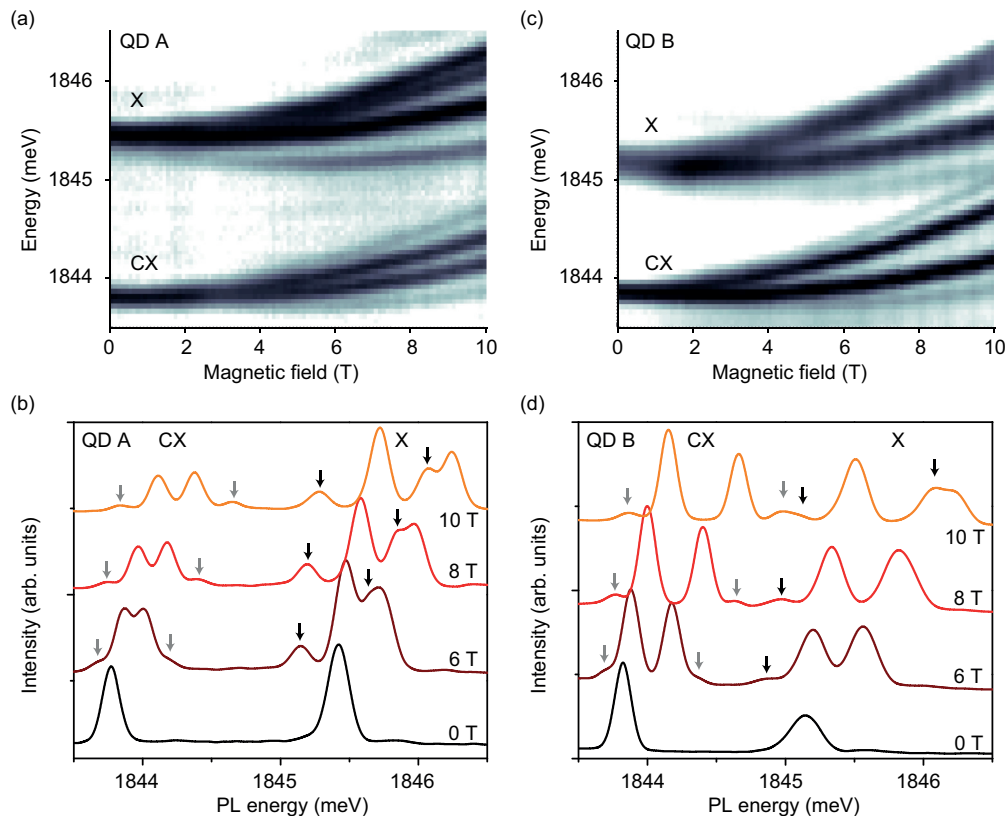 (a)
QD A
X
CX
1846
1845
1844
Energy (meV)
0 2 4 6 8 10
Magnetic field (T)
(c)
QD B
X
CX
1846
1845
1844
Energy (meV)
0 2 4 6 8 10
Magnetic field (T)
(b)
QD A CX X
10 T
8 T
6 T
0 T
Intensity (arb. units)
1844 1845 1846
PL energy (meV)
(d)
QD B CX X
10 T
8 T
6 T
0 T
Intensity (arb. units)
1844 1845 1846
PL energy (meV)